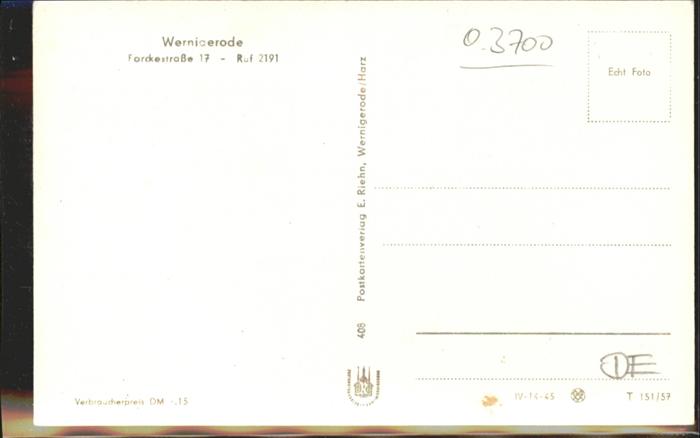 Wernigerode
Forckestraße 17 - Ruf 2191
0.3700
Echt Foto
408 Postkartenverlag E. Riehn, Wernigerode/Harz
DE
Verbraucherpreis DM -.15
IV-14-45
T 151/57